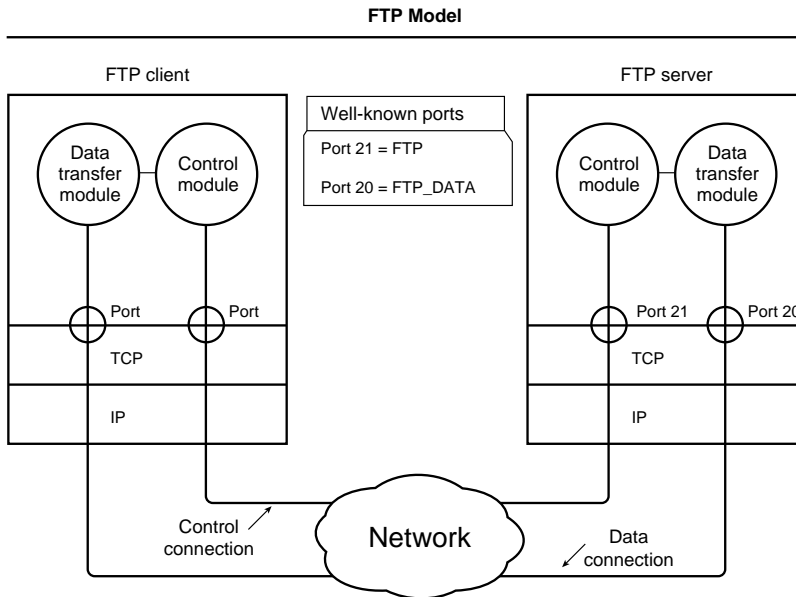 FTP Model
FTP client
FTP server
Well-known ports
Port 21 = FTP
Port 20 = FTP_DATA
Data
transfer
module
Control
module
Control
module
Data
transfer
module
Port
Port
Port 21
Port 20
TCP
TCP
IP
IP
Control
connection
Network
Data
connection